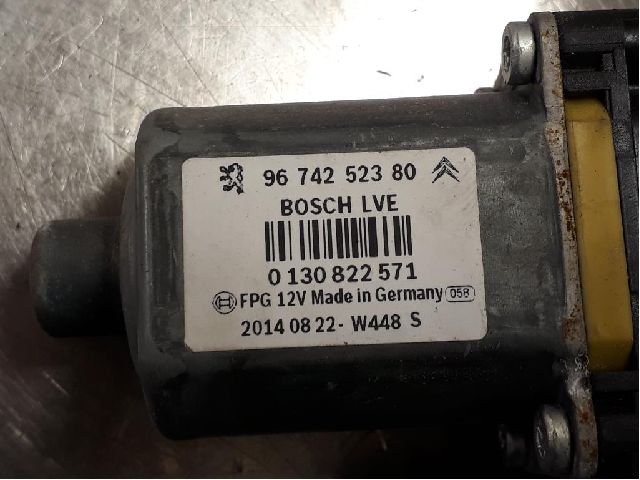 96 742 523 80
BOSCH LVE
0 130 822 571
FPG 12V Made in Germany 058
2014 08 22- W448 S